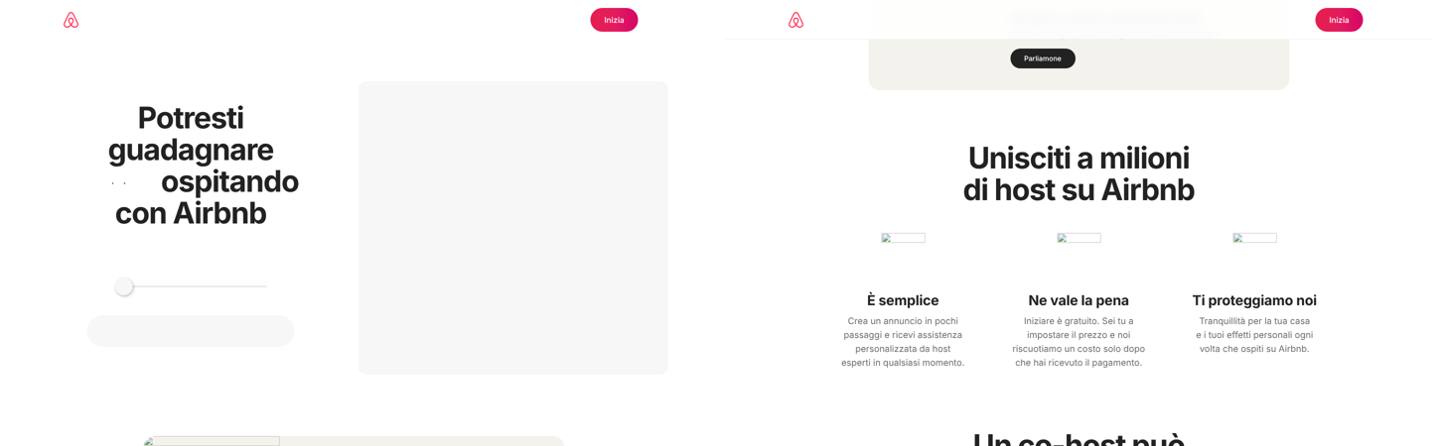 Inizia
Potresti
guadagnare
ospitando
con Airbnb
Inizia
Parliamone
Unisciti a milioni
di host su Airbnb
È semplice
Crea un annuncio in pochi
passaggi e ricevi assistenza
personalizzata da host
esperti in qualsiasi momento.
Ne vale la pena
Iniziare è gratuito. Sei tu a
impostare il prezzo e noi
riscuotiamo un costo solo dopo
che hai ricevuto il pagamento.
Ti proteggiamo noi
Tranquillità per la tua casa
e i tuoi effetti personali ogni
volta che ospiti su Airbnb.
Un co-host può